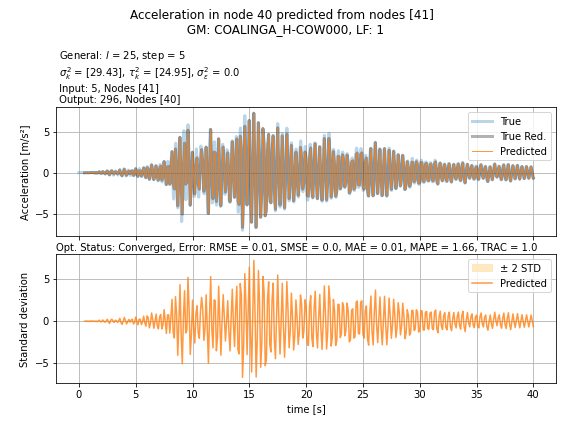 Acceleration in node 40 predicted from nodes [41]
GM: COALINGA_H-COW000, LF: 1
General: l = 25, step = 5
σ²ₖ = [29.43], τ²ₖ = [24.95], σ²ε = 0.0
Input: 5, Nodes [41]
Output: 296, Nodes [40]
Acceleration [m/s²]
5
0
−5
True
True Red.
Predicted
Opt. Status: Converged, Error: RMSE = 0.01, SMSE = 0.0, MAE = 0.01, MAPE = 1.66, TRAC = 1.0
Standard deviation
5
0
−5
± 2 STD
Predicted
0 5 10 15 20 25 30 35 40
time [s]